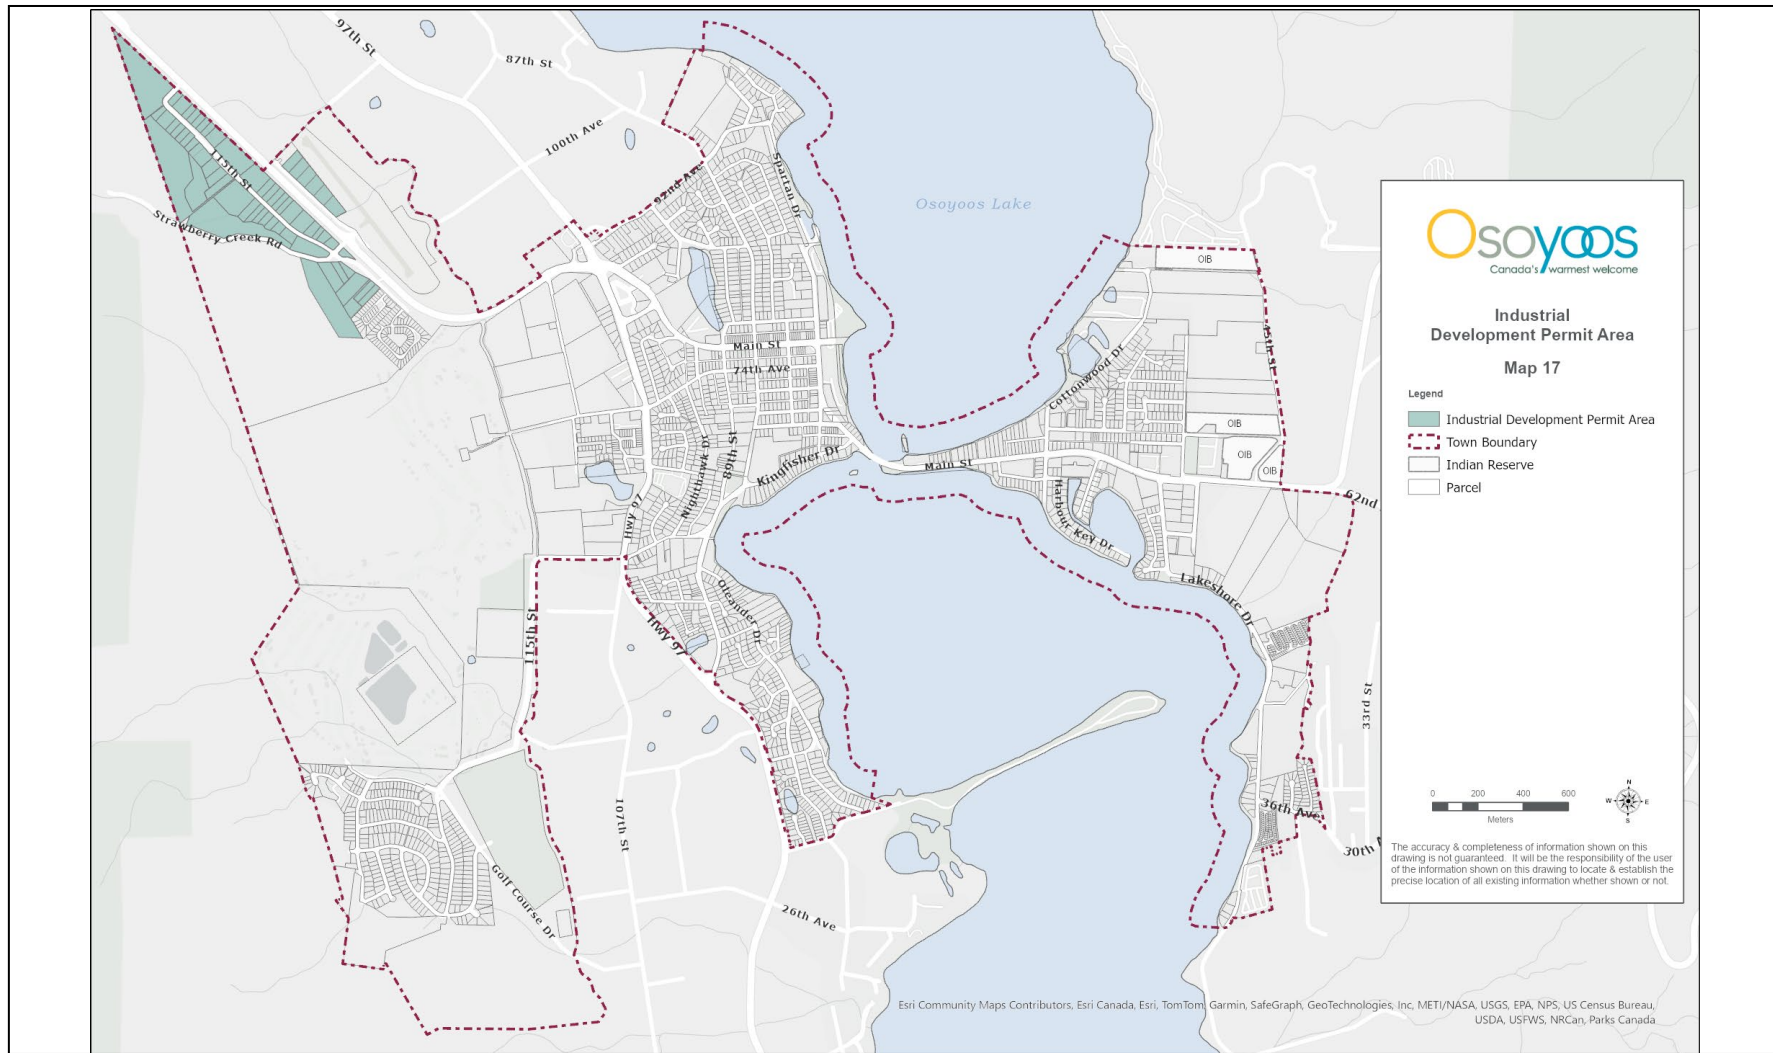 97th St
87th St
100th Ave
115th St
Strawberry Creek Rd
92nd Ave
Spartan Dr
Osoyoos Lake
OIB
45th St
Main St
74th Ave
Cottonwood Dr
OIB
OIB
OIB
Nighthawk Dr
89th St
Kingfisher Dr
Main St
62nd
Hwy 97
Harbour Key Dr
Lakeshore Dr
Oleander Dr
115th St
Hwy 97
33rd St
107th St
36th Ave
30th
Golf Course Dr
26th Ave
Osoyoos
Canada's warmest welcome
Industrial
Development Permit Area
Map 17
Legend
Industrial Development Permit Area
Town Boundary
Indian Reserve
Parcel
0 200 400 600
Meters
N
W E
S
The accuracy & completeness of information shown on this
drawing is not guaranteed. It will be the responsibility of the user
of the information shown on this drawing to locate & establish the
precise location of all existing information whether shown or not.
Esri Community Maps Contributors, Esri Canada, Esri, TomTom, Garmin, SafeGraph, GeoTechnologies, Inc, METI/NASA, USGS, EPA, NPS, US Census Bureau,
USDA, USFWS, NRCan, Parks Canada